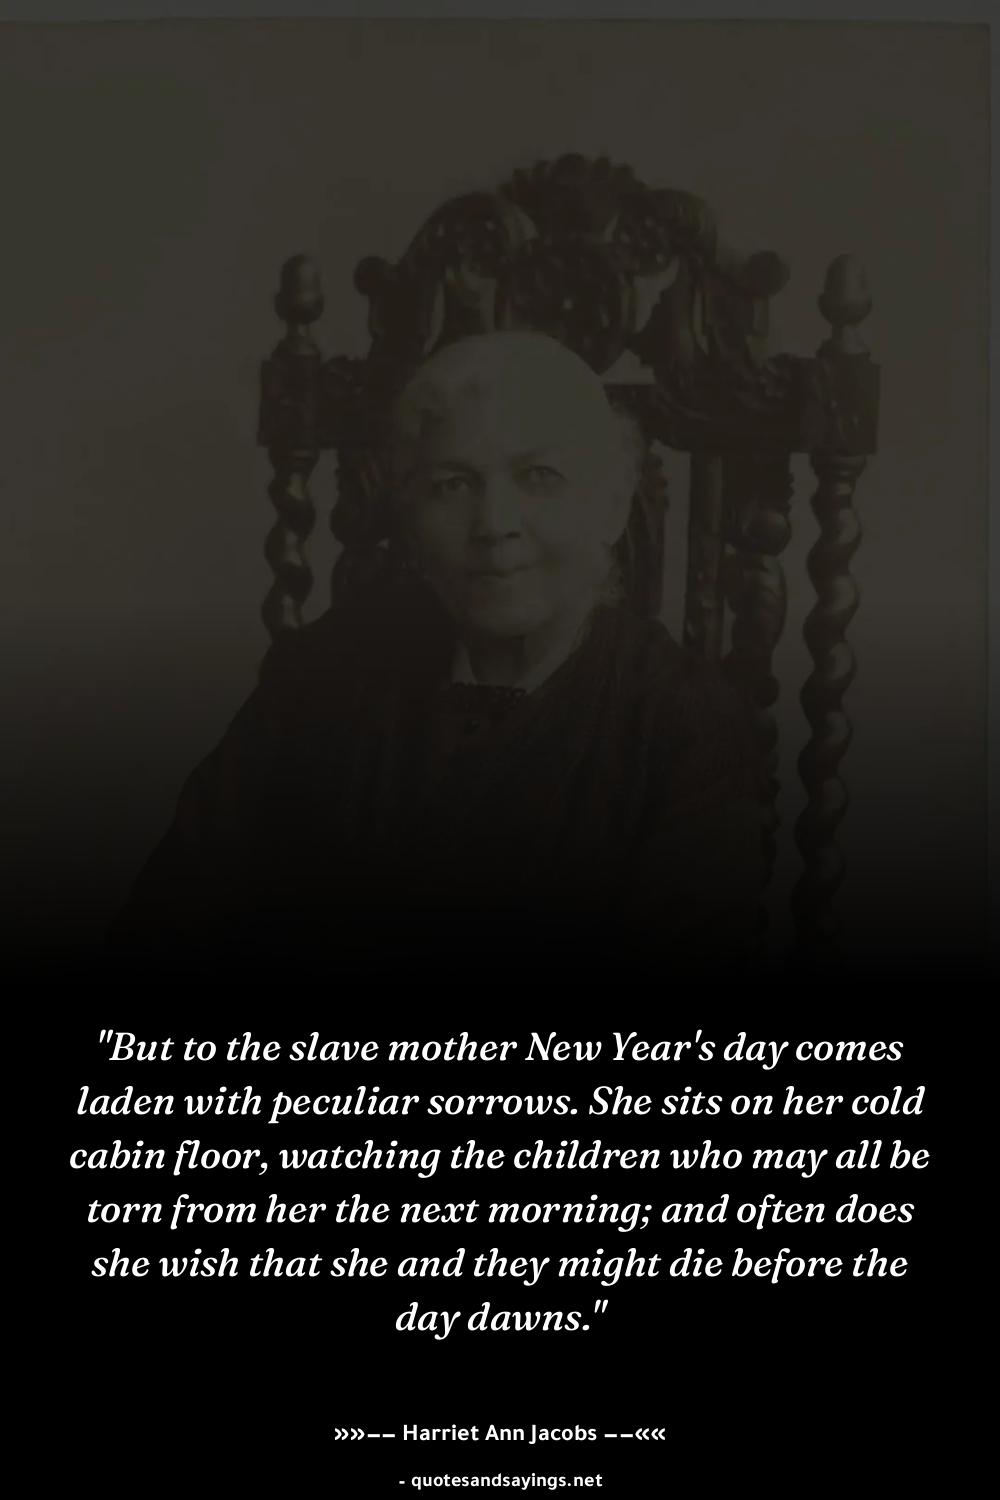 "But to the slave mother New Year's day comes
laden with peculiar sorrows. She sits on her cold
cabin floor, watching the children who may all be
torn from her the next morning; and often does
she wish that she and they might die before the
day dawns."
»»−− Harriet Ann Jacobs −−««
- quotesandsayings.net